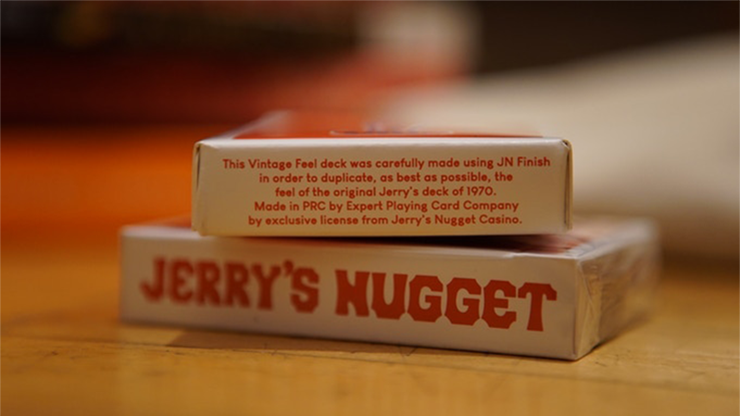 This Vintage Feel deck was carefully made using JN Finish
in order to duplicate, as best as possible, the
feel of the original Jerry's deck of 1970.
Made in PRC by Expert Playing Card Company
by exclusive license from Jerry's Nugget Casino.
JERRY'S NUGGET